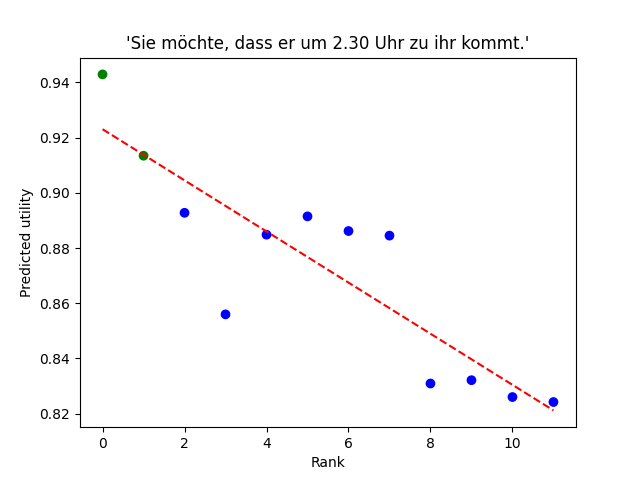 'Sie möchte, dass er um 2.30 Uhr zu ihr kommt.'
0.94
0.92
0.90
0.88
0.86
0.84
0.82
Predicted utility
0 2 4 6 8 10
Rank